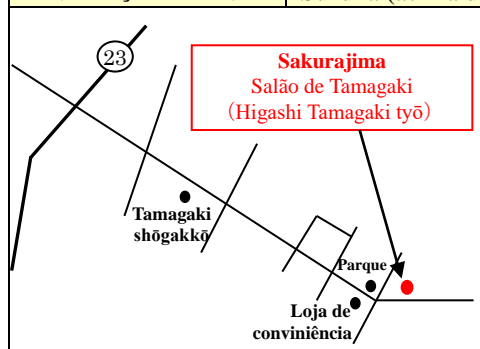 23
Sakurajima
Salão de Tamagaki
(Higashi Tamagaki tyō)
Tamagaki
shōgakkō
Parque
Loja de
conviniência